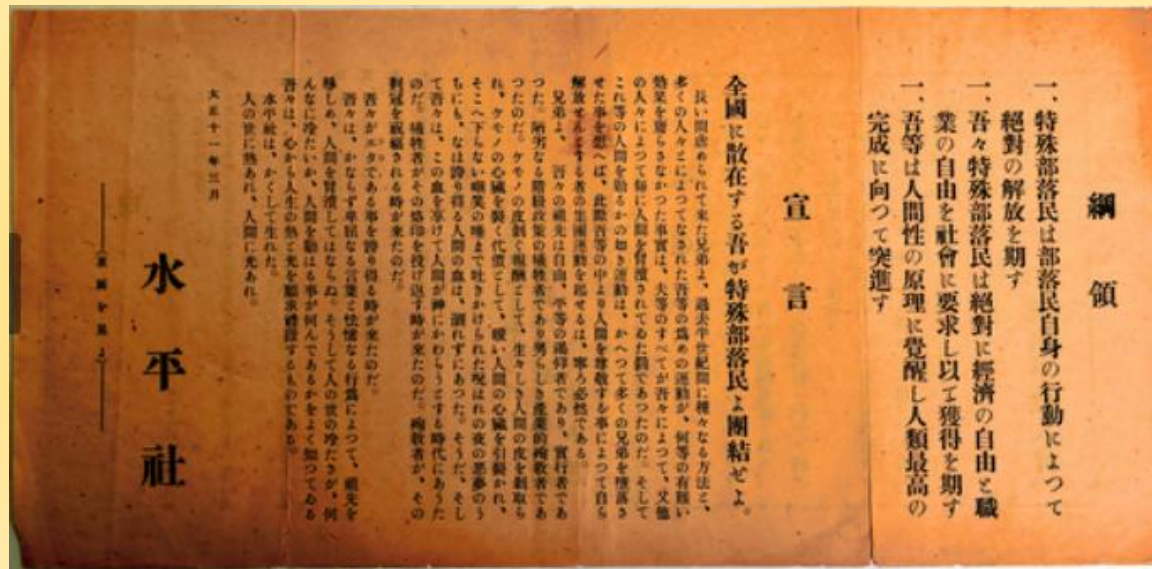 綱領
一、特殊部落民は部落民自身の行動によつて
絕對の解放を期す
一、吾々特殊部落民は絕對に經濟の自由と職
業の自由を社會に要求し以て獲得を期す
一、吾等は人間性の原理に覺醒し人類最高の
完成に向つて突進す
宣言
全國に散在する吾が特殊部落民よ團結せよ。
長い間虐められて來た兄弟よ、過去半世紀間に種々なる方法と、
多くの人々とによつてなされた吾等の爲めの運動が、何等の有難い
効果を齎らさなかつた事實は、夫等のすべてが吾々によつて、又他
の人々によつて每に人間を冒瀆されてゐた罰であつたのだ。そして
これ等の人間を勦るかの如き運動は、かへつて多くの兄弟を墮落さ
せた事を想へば、此際吾等の中より人間を尊敬する事によつて自ら
解放せんとする者の集團運動を起せるは、寧ろ必然である。
兄弟よ、吾々の祖先は自由、平等の渴仰者であり、實行者であ
つた。陋劣なる階級政策の犧牲者であり男らしき產業的殉敎者であ
つたのだ。ケモノの皮剝ぐ報酬として、生々しき人間の皮を剝取ら
れ、ケモノの心臟を裂く代價として、暖い人間の心臟を引裂かれ、
そこへ下らない嘲笑の唾まで吐きかけられた呪はれの夜の惡夢のう
ちにも、なほ誇り得る人間の血は、涸れずにあつた。そうだ、そし
て吾々は、この血を享けて人間が神にかわらうとする時代にあうた
のだ。犧牲者がその烙印を投げ返す時が來たのだ。殉敎者が、その
荊冠を祝福される時が來たのだ。
吾々がエタである事を誇り得る時が來たのだ。
吾々は、かならず卑屈なる言葉と怯懦なる行爲によつて、祖先を
辱しめ、人間を冒瀆してはならぬ。そうして人の世の冷たさが、何
んなに冷たいか、人間を勦はる事が何んであるかをよく知つてゐる
吾々は、心から人生の熱と光を願求禮讃するものである。
水平社は、かくして生れた。
人の世に熱あれ、人間に光あれ。
大正十一年三月
水平社
(裏面を見よ)